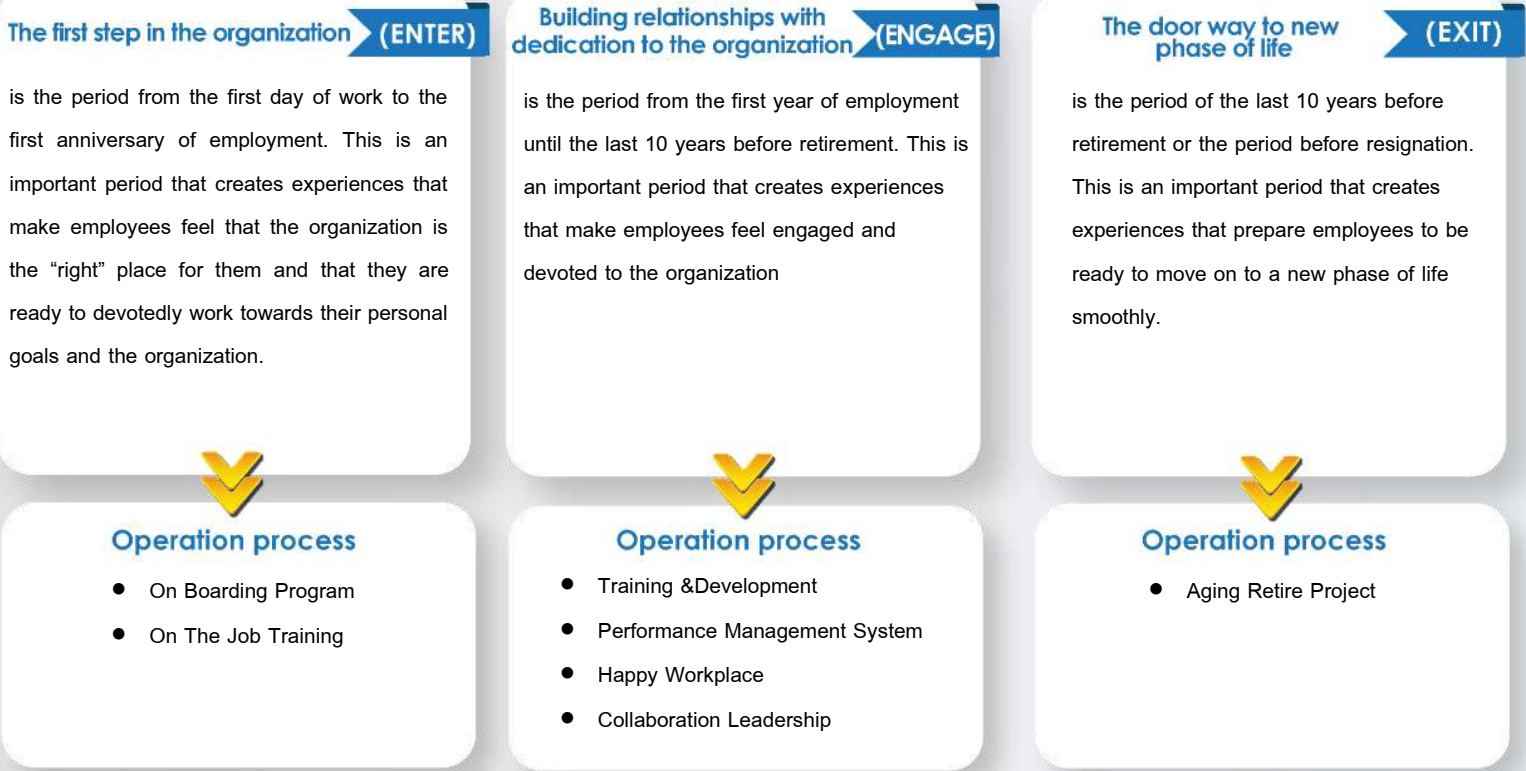 The first step in the organization
(ENTER)
is the period from the first day of work to the
first anniversary of employment. This is an
important period that creates experiences that
make employees feel that the organization is
the “right” place for them and that they are
ready to devotedly work towards their personal
goals and the organization.
Operation process
● On Boarding Program
● On The Job Training
Building relationships with
dedication to the organization
(ENGAGE)
is the period from the first year of employment
until the last 10 years before retirement. This is
an important period that creates experiences
that make employees feel engaged and
devoted to the organization
Operation process
● Training &Development
● Performance Management System
● Happy Workplace
● Collaboration Leadership
The door way to new
phase of life
(EXIT)
is the period of the last 10 years before
retirement or the period before resignation.
This is an important period that creates
experiences that prepare employees to be
ready to move on to a new phase of life
smoothly.
Operation process
● Aging Retire Project